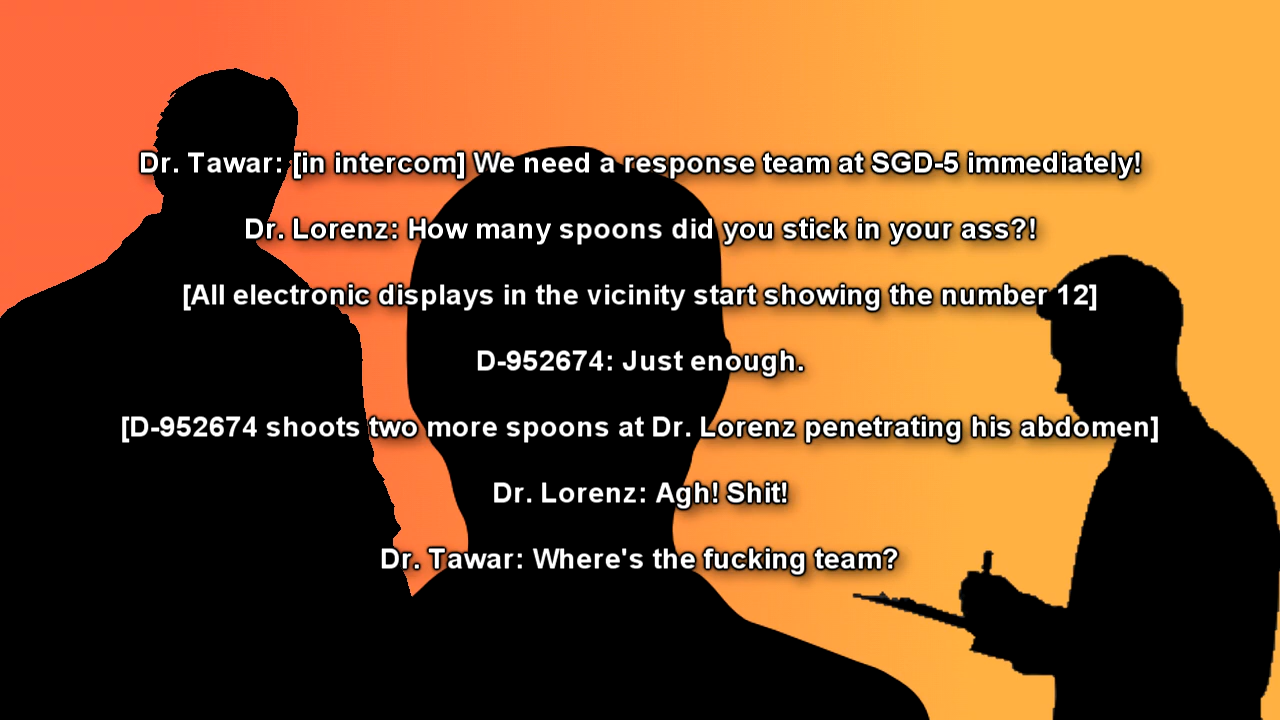 Dr. Tawar: [in intercom] We need a response team at SGD-5 immediately!
Dr. Lorenz: How many spoons did you stick in your ass?!
[All electronic displays in the vicinity start showing the number 12]
D-952674: Just enough.
[D-952674 shoots two more spoons at Dr. Lorenz penetrating his abdomen]
Dr. Lorenz: Agh! Shit!
Dr. Tawar: Where's the fucking team?